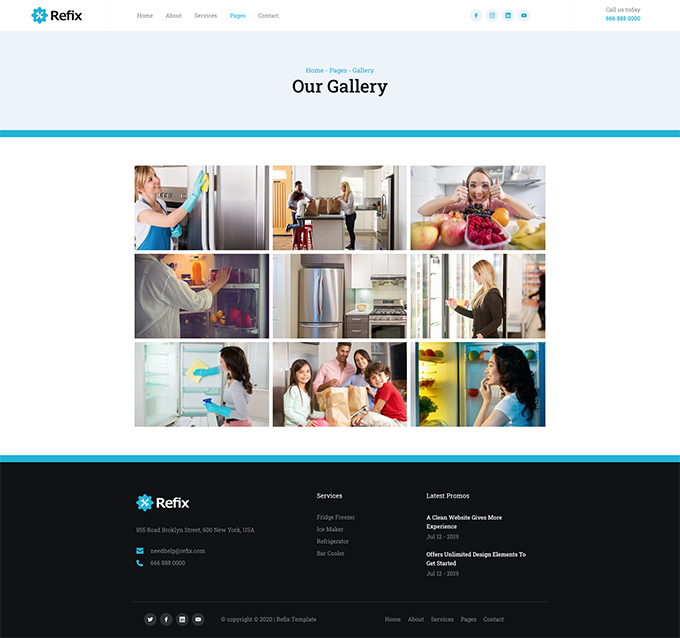 Refix
Home About Services Pages Contact
Call us today
666 888 0000
Home - Pages - Gallery
Our Gallery
Refix
855 Road Broklyn Street, 600 New York, USA
needhelp@refix.com
666 888 0000
Services
Fridge Freezer
Ice Maker
Refrigerator
Bar Cooler
Latest Promos
A Clean Website Gives More
Experience
Jul 12 - 2019
Offers Unlimited Design Elements To
Get Started
Jul 12 - 2019
© copyright © 2020 | Refix Template
Home About Services Pages Contact